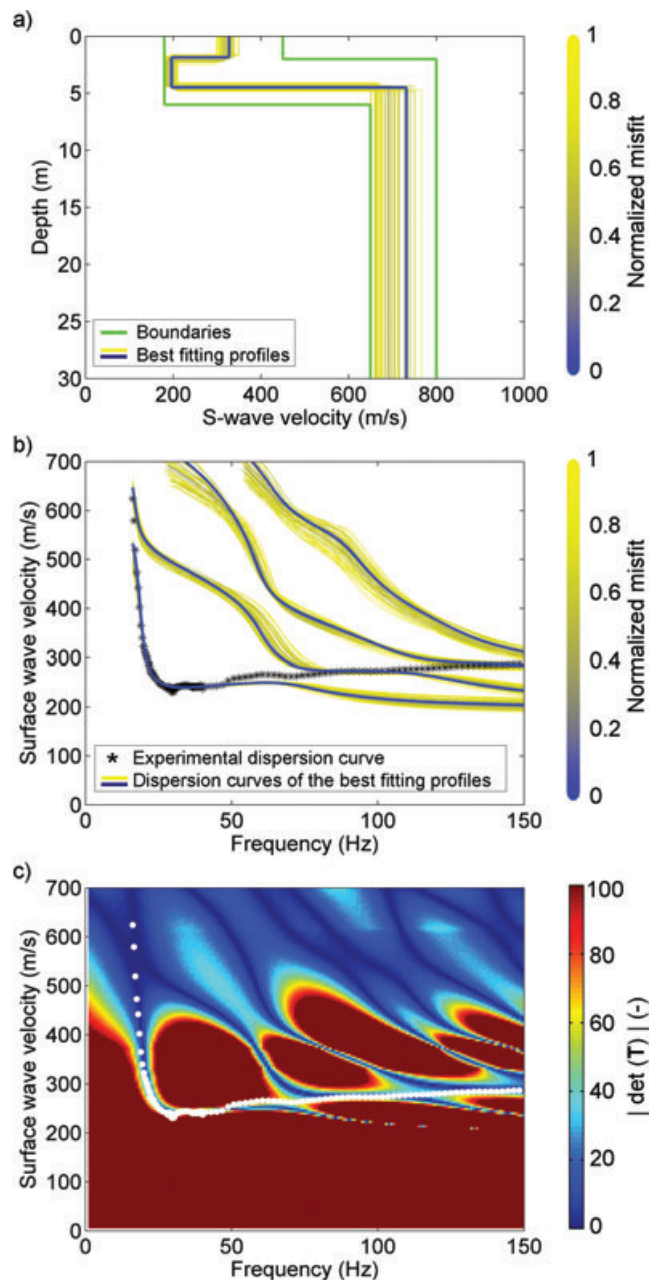 a)
0
5
10
15
20
25
30
Depth (m)
Boundaries
Best fitting profiles
0 200 400 600 800 1000
S-wave velocity (m/s)
1
0.8
0.6
0.4
0.2
0
Normalized misfit
b)
700
600
500
400
300
200
100
0
Surface wave velocity (m/s)
* Experimental dispersion curve
Dispersion curves of the best fitting profiles
0 50 100 150
Frequency (Hz)
1
0.8
0.6
0.4
0.2
0
Normalized misfit
c)
700
600
500
400
300
200
100
0
Surface wave velocity (m/s)
0 50 100 150
Frequency (Hz)
100
80
60
40
20
0
| det (T) | (-)